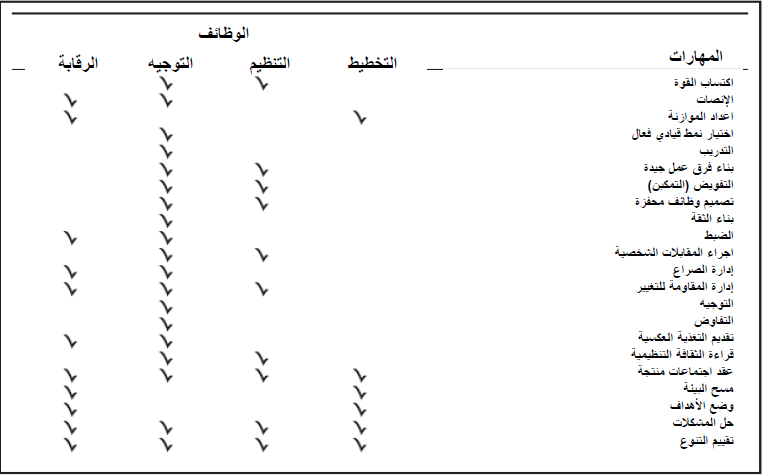 الوظائف
المهارات التخطيط التنظيم التوجيه الرقابة
اكتساب القوة ✓ ✓
الإنصات ✓ ✓
اعداد الموازنة ✓ ✓
اختيار نمط قيادي فعال ✓
التدريب ✓
بناء فرق عمل جيدة ✓ ✓
التفويض (التمكين) ✓ ✓
تصميم وظائف محفزة ✓ ✓
بناء الثقة ✓
الضبط ✓ ✓
اجراء المقابلات الشخصية ✓ ✓
إدارة الصراع ✓ ✓
إدارة المقاومة للتغيير ✓ ✓ ✓
التوجيه ✓
التفاوض ✓
تقديم التغذية العكسية ✓ ✓
قراءة الثقافة التنظيمية ✓ ✓
عقد اجتماعات منتجة ✓ ✓ ✓ ✓
مسح البيئة ✓ ✓
وضع الأهداف ✓ ✓
حل المشكلات ✓ ✓ ✓ ✓
تقييم التنوع ✓ ✓ ✓ ✓